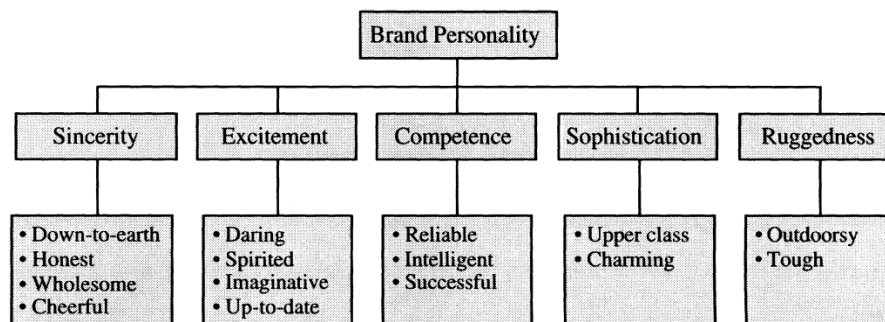 Brand Personality
Sincerity
Excitement
Competence
Sophistication
Ruggedness
• Down-to-earth
• Honest
• Wholesome
• Cheerful
• Daring
• Spirited
• Imaginative
• Up-to-date
• Reliable
• Intelligent
• Successful
• Upper class
• Charming
• Outdoorsy
• Tough